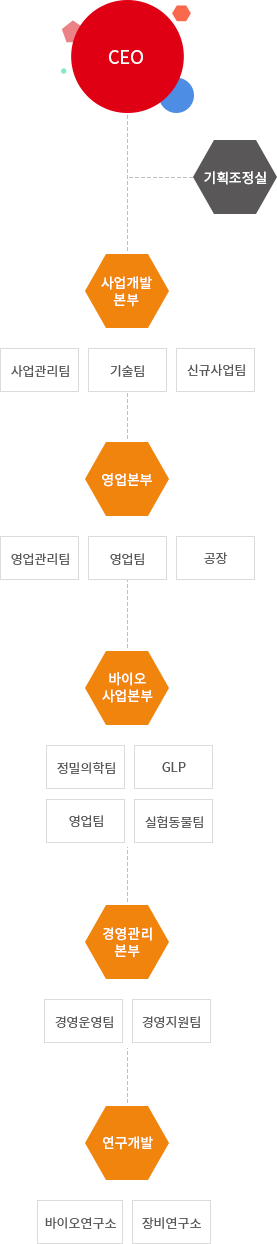 CEO
기획조정실
사업개발
본부
사업관리팀
기술팀
신규사업팀
영업본부
영업관리팀
영업팀
공장
바이오
사업본부
정밀의학팀
GLP
영업팀
실험동물팀
경영관리
본부
경영운영팀
경영지원팀
연구개발
바이오연구소
장비연구소